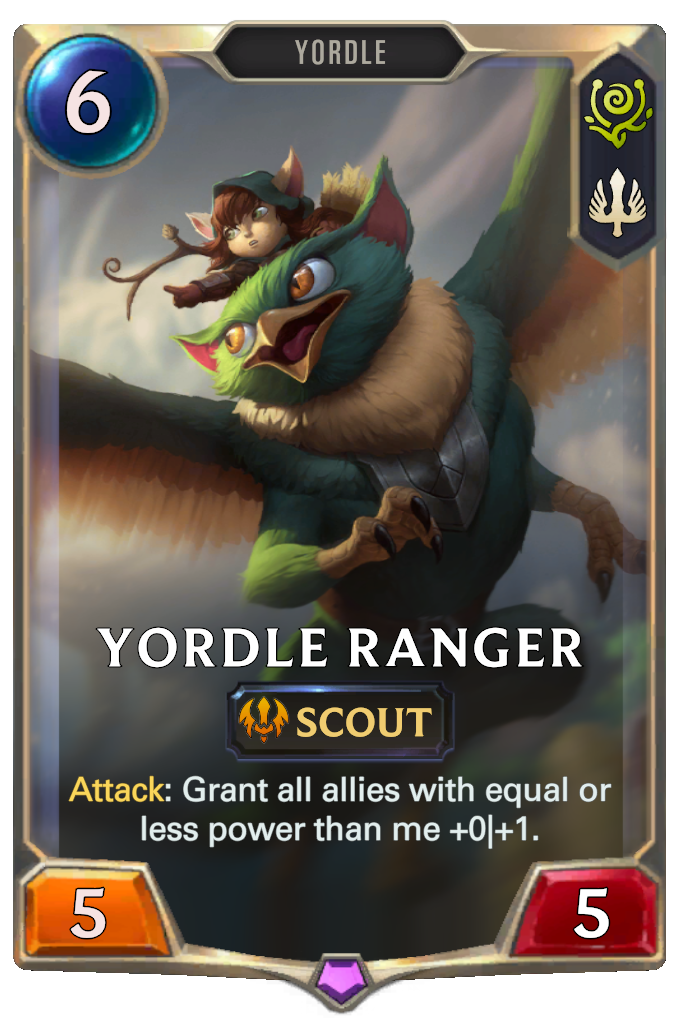 YORDLE
6
YORDLE RANGER
SCOUT
Attack: Grant all allies with equal or
less power than me +0|+1.
5 5